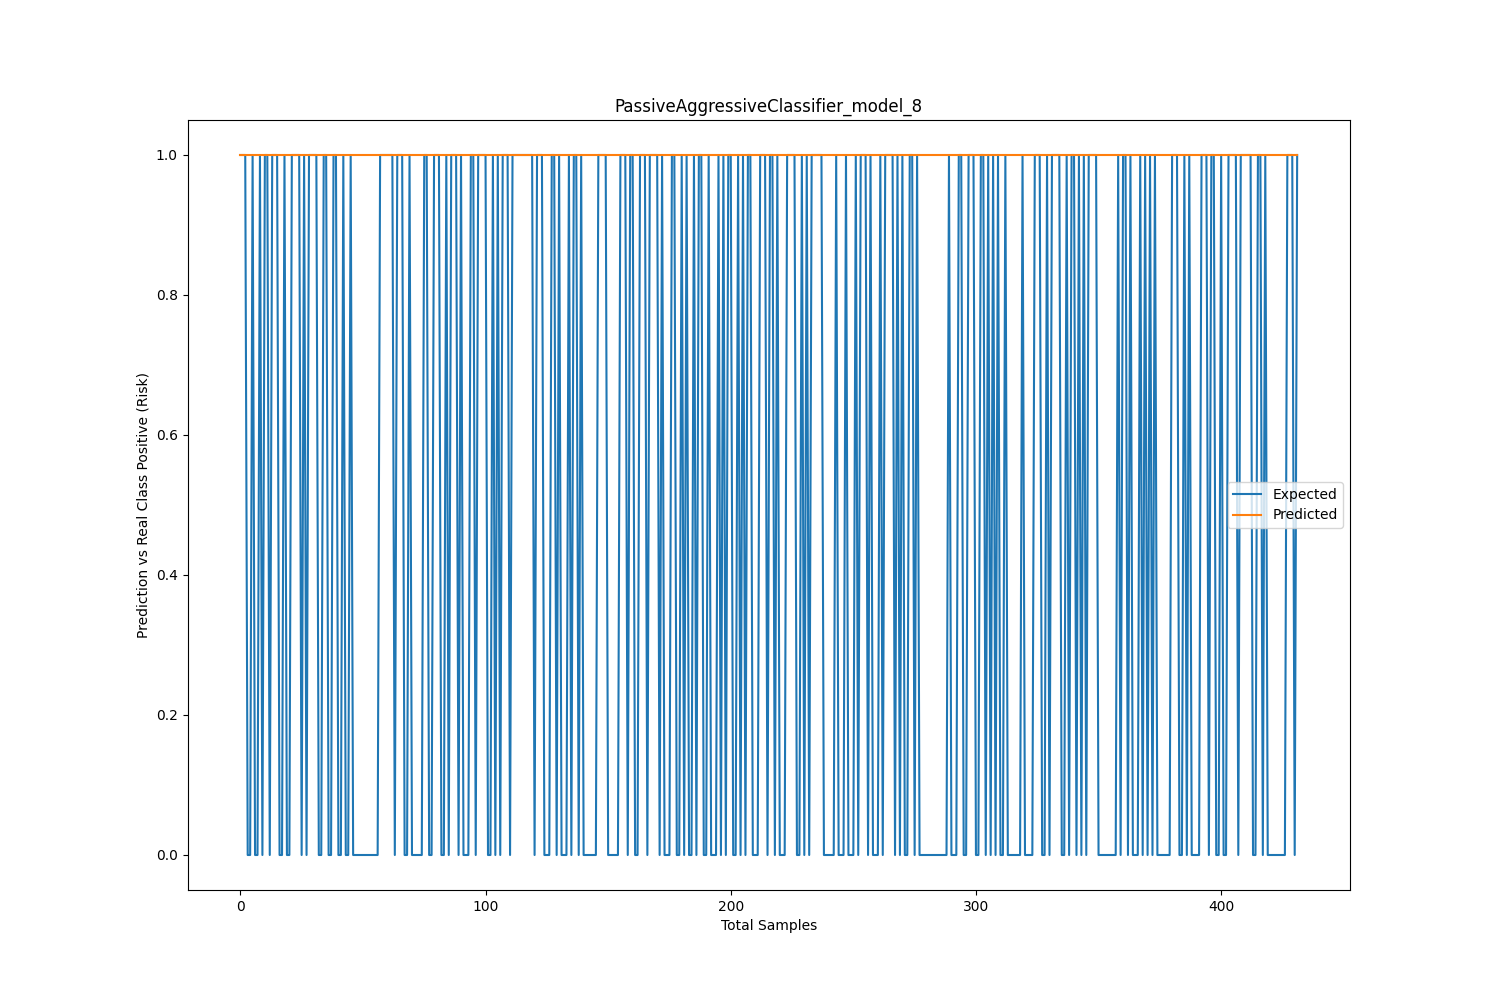 PassiveAggressiveClassifier_model_8
1.0
0.8
0.6
0.4
0.2
0.0
Prediction vs Real Class Positive (Risk)
Expected
Predicted
0
100
200
300
400
Total Samples